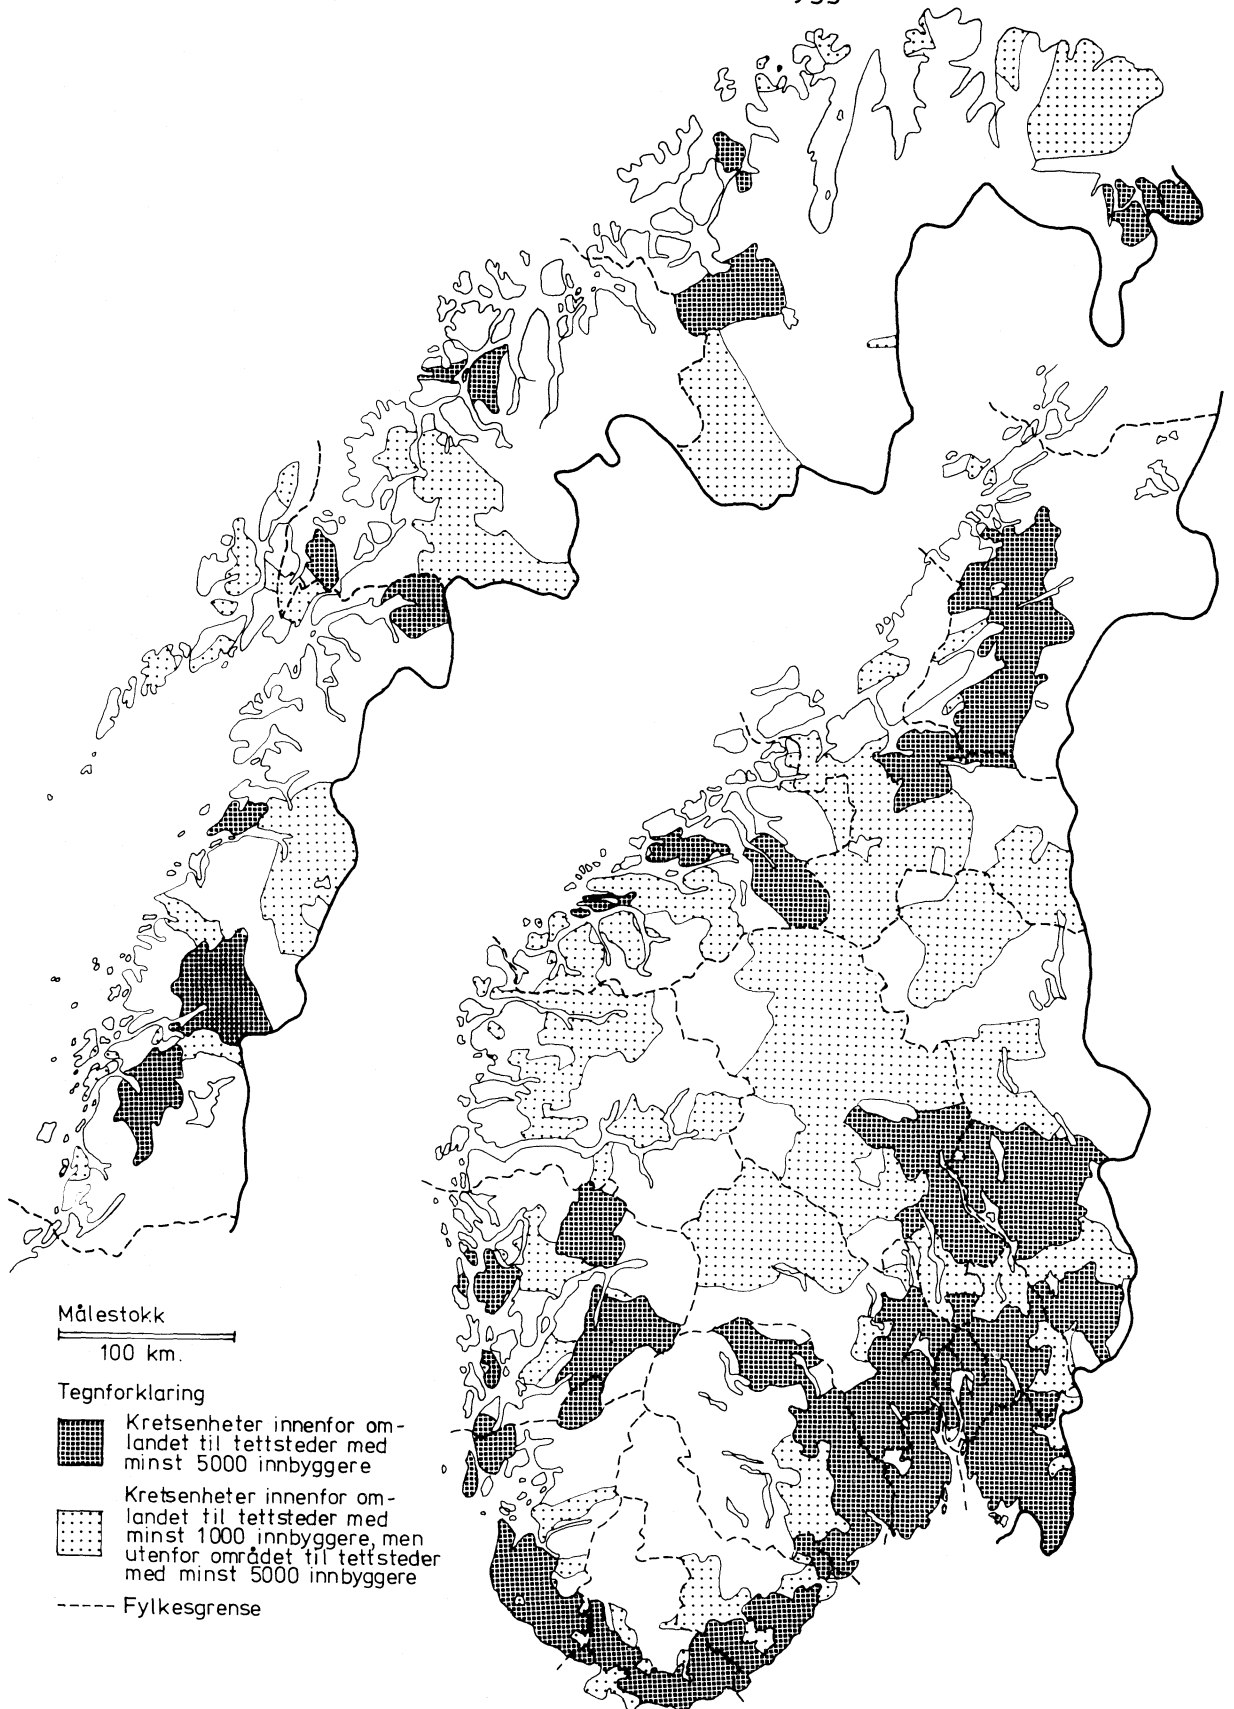 Målestokk
100 km.
Tegnforklaring
Kretsenheter innenfor om-
landet til tettsteder med
minst 5000 innbyggere
Kretsenheter innenfor om-
landet til tettsteder med
minst 1000 innbyggere, men
utenfor området til tettsteder
med minst 5000 innbyggere
Fylkesgrense